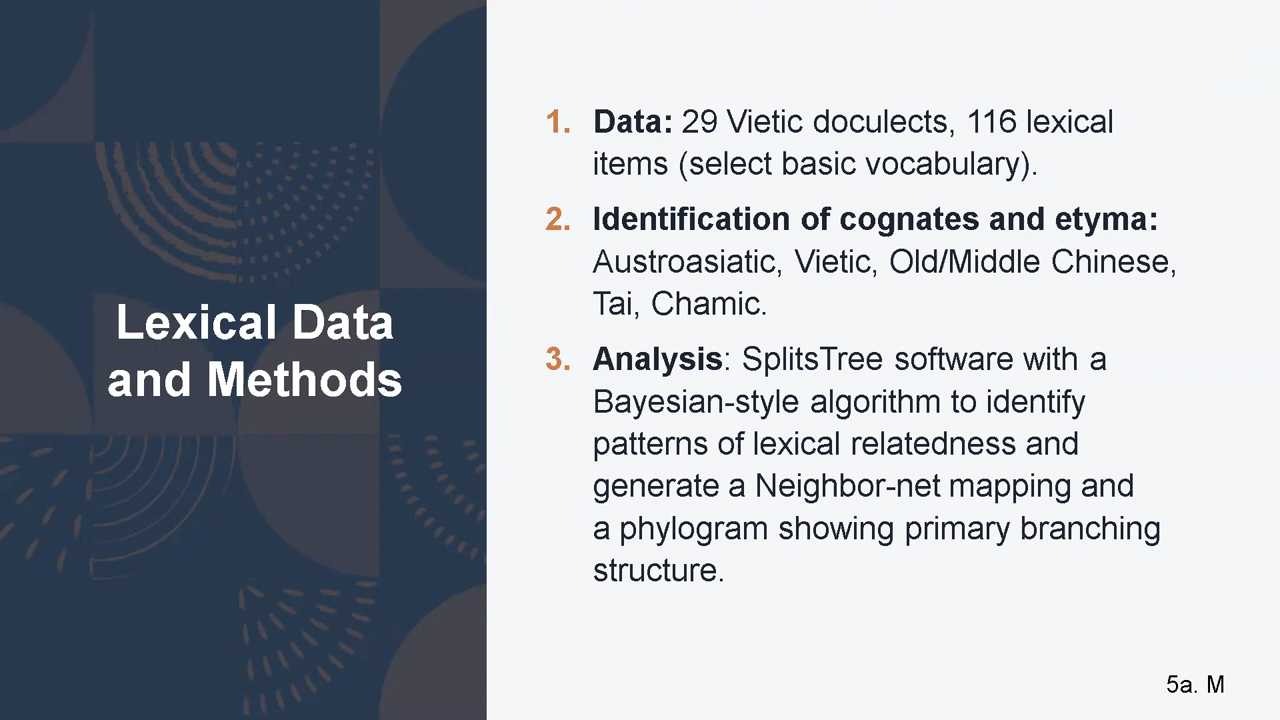 Lexical Data
and Methods
1. Data: 29 Vietic doculects, 116 lexical
items (select basic vocabulary).
2. Identification of cognates and etyma:
Austroasiatic, Vietic, Old/Middle Chinese,
Tai, Chamic.
3. Analysis: SplitsTree software with a
Bayesian-style algorithm to identify
patterns of lexical relatedness and
generate a Neighbor-net mapping and
a phylogram showing primary branching
structure.
5a. M